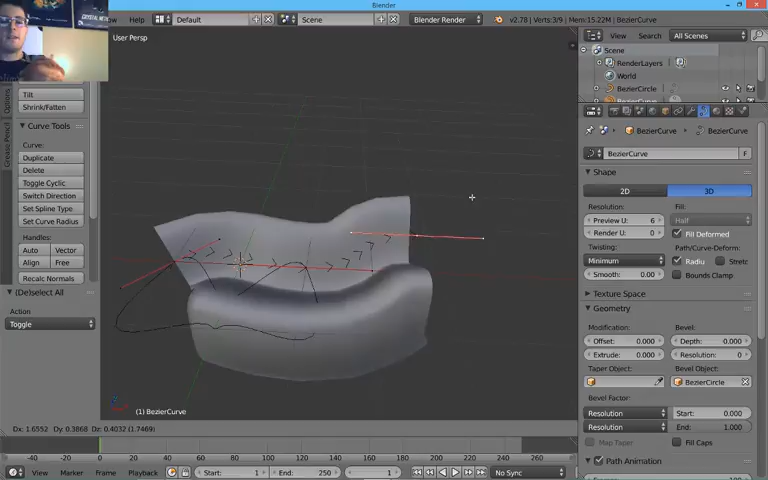 Blender
dow Help
Default
Scene
Blender Render
v2.78 | Verts:3/9 | Mem:15.22M | BezierCurve
View
Search
All Scenes
User Persp
Scene
RenderLayers
World
BezierCircle
BezierCurve
Options
Grease Pencil
Tilt
Shrink/Fatten
Curve Tools
Curve:
Duplicate
Delete
Toggle Cyclic
Switch Direction
Set Spline Type
Set Curve Radius
Handles:
Auto
Vector
Align
Free
Recalc Normals
(De)select All
Action
Toggle
BezierCurve
BezierCurve
BezierCurve
F
Shape
2D
3D
Resolution:
Fill:
Preview U: 6
Half
Render U: 0
Fill Deformed
Twisting:
Path/Curve-Deform:
Minimum
Radiu
Stretc
Smooth: 0.00
Bounds Clamp
Texture Space
Geometry
Modification:
Bevel:
Offset: 0.000
Depth: 0.000
Extrude: 0.000
Resolution: 0
Taper Object:
Bevel Object:
BezierCircle
Bevel Factor:
Resolution
Start: 0.000
Resolution
End: 1.000
Map Taper
Fill Caps
Path Animation
(1) BezierCurve
Dx: 1.6552 Dy: 0.3868 Dz: 0.4032 (1.7469)
-40 -20 0 20 40 60 80 100 120 140 160 180 200 220 240 260
View
Marker
Frame
Playback
Start: 1
End: 250
1
No Sync